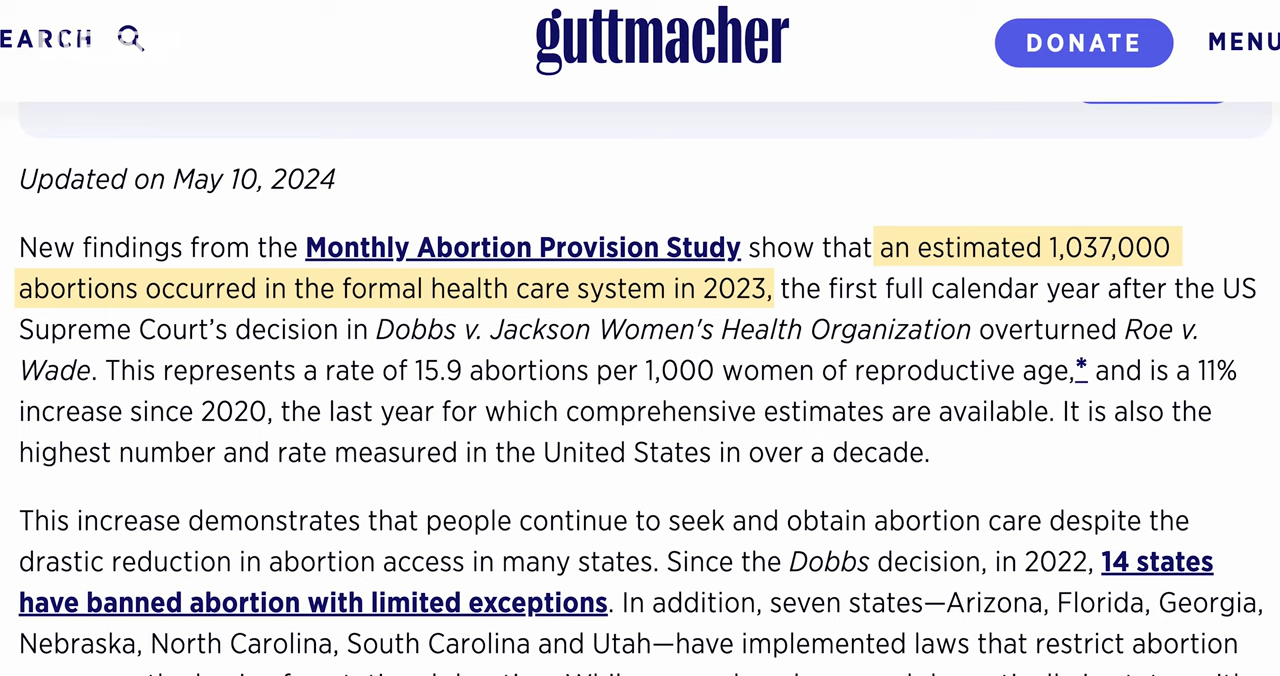 EARCH
guttmacher
DONATE
MENU
Updated on May 10, 2024
New findings from the Monthly Abortion Provision Study show that an estimated 1,037,000
abortions occurred in the formal health care system in 2023, the first full calendar year after the US
Supreme Court’s decision in Dobbs v. Jackson Women's Health Organization overturned Roe v.
Wade. This represents a rate of 15.9 abortions per 1,000 women of reproductive age,* and is a 11%
increase since 2020, the last year for which comprehensive estimates are available. It is also the
highest number and rate measured in the United States in over a decade.
This increase demonstrates that people continue to seek and obtain abortion care despite the
drastic reduction in abortion access in many states. Since the Dobbs decision, in 2022, 14 states
have banned abortion with limited exceptions. In addition, seven states—Arizona, Florida, Georgia,
Nebraska, North Carolina, South Carolina and Utah—have implemented laws that restrict abortion